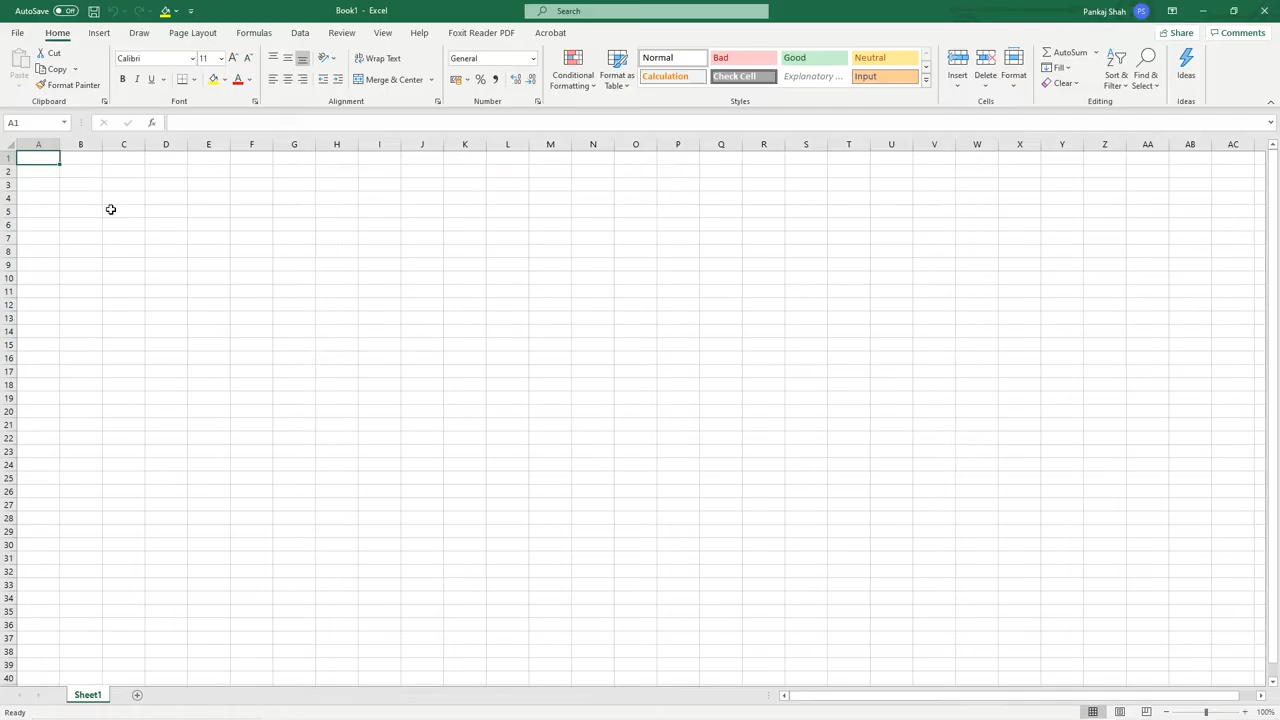 AutoSave Off Book1 - Excel Search Pankaj Shah PS
File Home Insert Draw Page Layout Formulas Data Review View Help Foxit Reader PDF Acrobat Share Comments
Paste Cut Copy Format Painter Clipboard
Calibri 11 B I U A Font
Wrap Text Merge & Center Alignment
General % Number
Conditional Formatting Format as Table
Normal Bad Good Neutral
Calculation Check Cell Explanatory ... Input
Styles
Insert Delete Format Cells
AutoSum Fill Clear Sort & Filter Find & Select Editing
Ideas Ideas
A1 fx
A B C D E F G H I J K L M N O P Q R S T U V W X Y Z AA AB AC
1
2
3
4
5
6
7
8
9
10
11
12
13
14
15
16
17
18
19
20
21
22
23
24
25
26
27
28
29
30
31
32
33
34
35
36
37
38
39
40
Sheet1
Ready 100%